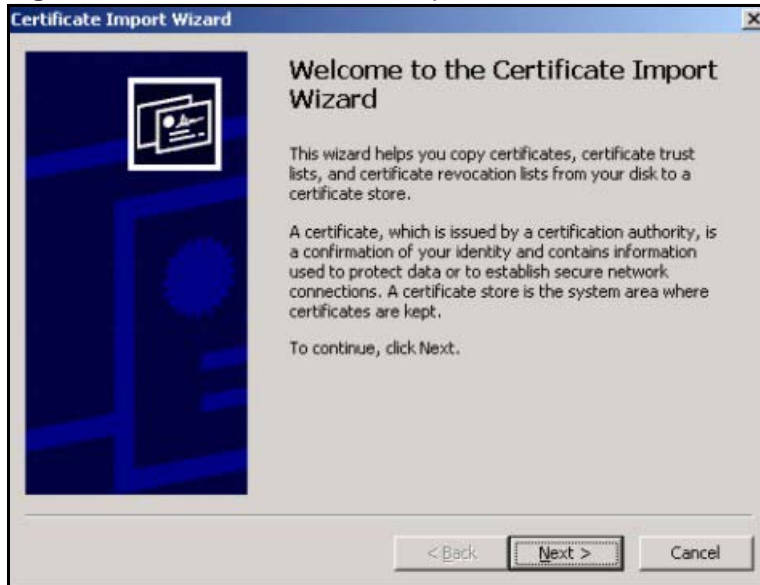 Certificate Import Wizard
Welcome to the Certificate Import
Wizard
This wizard helps you copy certificates, certificate trust
lists, and certificate revocation lists from your disk to a
certificate store.
A certificate, which is issued by a certification authority, is
a confirmation of your identity and contains information
used to protect data or to establish secure network
connections. A certificate store is the system area where
certificates are kept.
To continue, click Next.
< Back Next > Cancel